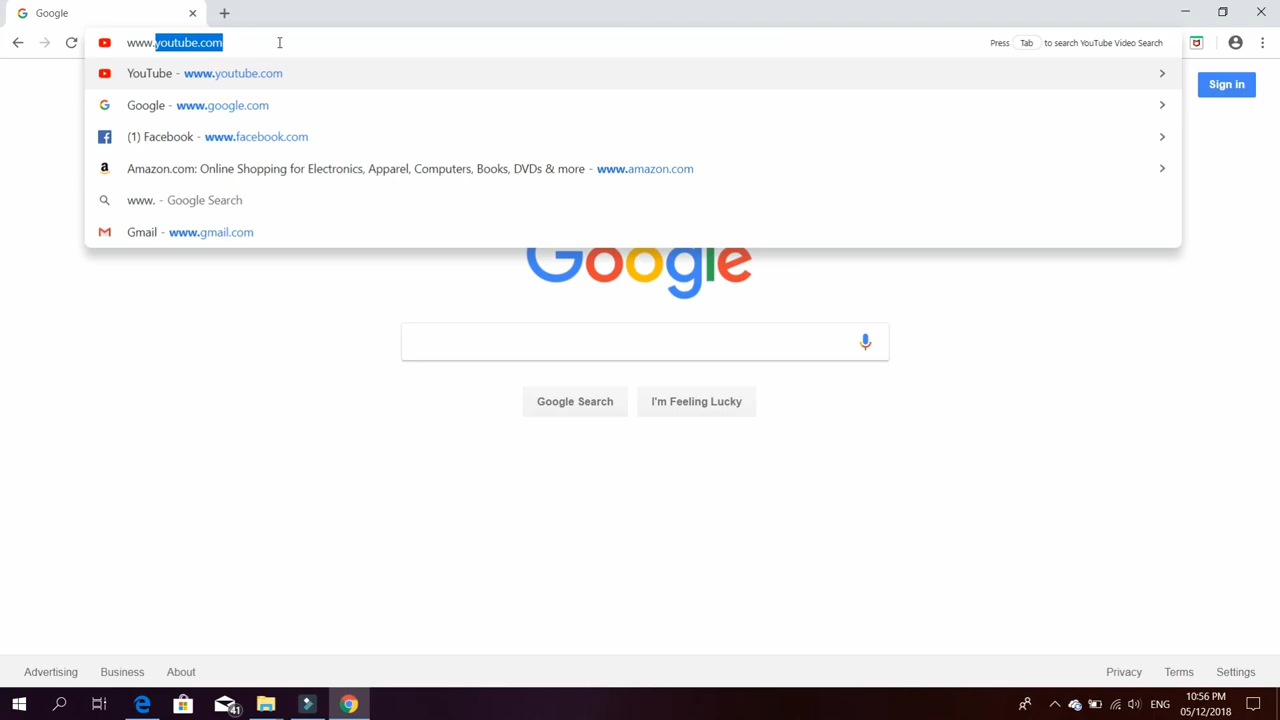 Google
www.youtube.com
Press Tab to search YouTube Video Search
YouTube - www.youtube.com
Google - www.google.com
(1) Facebook - www.facebook.com
Amazon.com: Online Shopping for Electronics, Apparel, Computers, Books, DVDs & more - www.amazon.com
www. - Google Search
Gmail - www.gmail.com
Sign in
Google
Google Search
I'm Feeling Lucky
Advertising
Business
About
Privacy
Terms
Settings
41
ENG
10:56 PM
05/12/2018